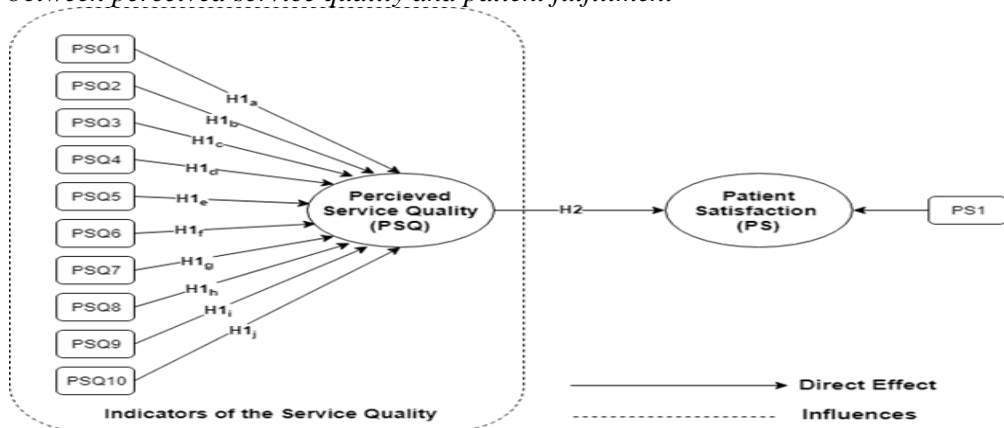 between perceived service quality and patient fulfillment
PSQ1
PSQ2
PSQ3
PSQ4
PSQ5
PSQ6
PSQ7
PSQ8
PSQ9
PSQ10
H1a
H1b
H1c
H1d
H1e
H1f
H1g
H1h
H1i
H1j
Percieved
Service Quality
(PSQ)
H2
Patient
Satisfaction
(PS)
PS1
Indicators of the Service Quality
Direct Effect
Influences